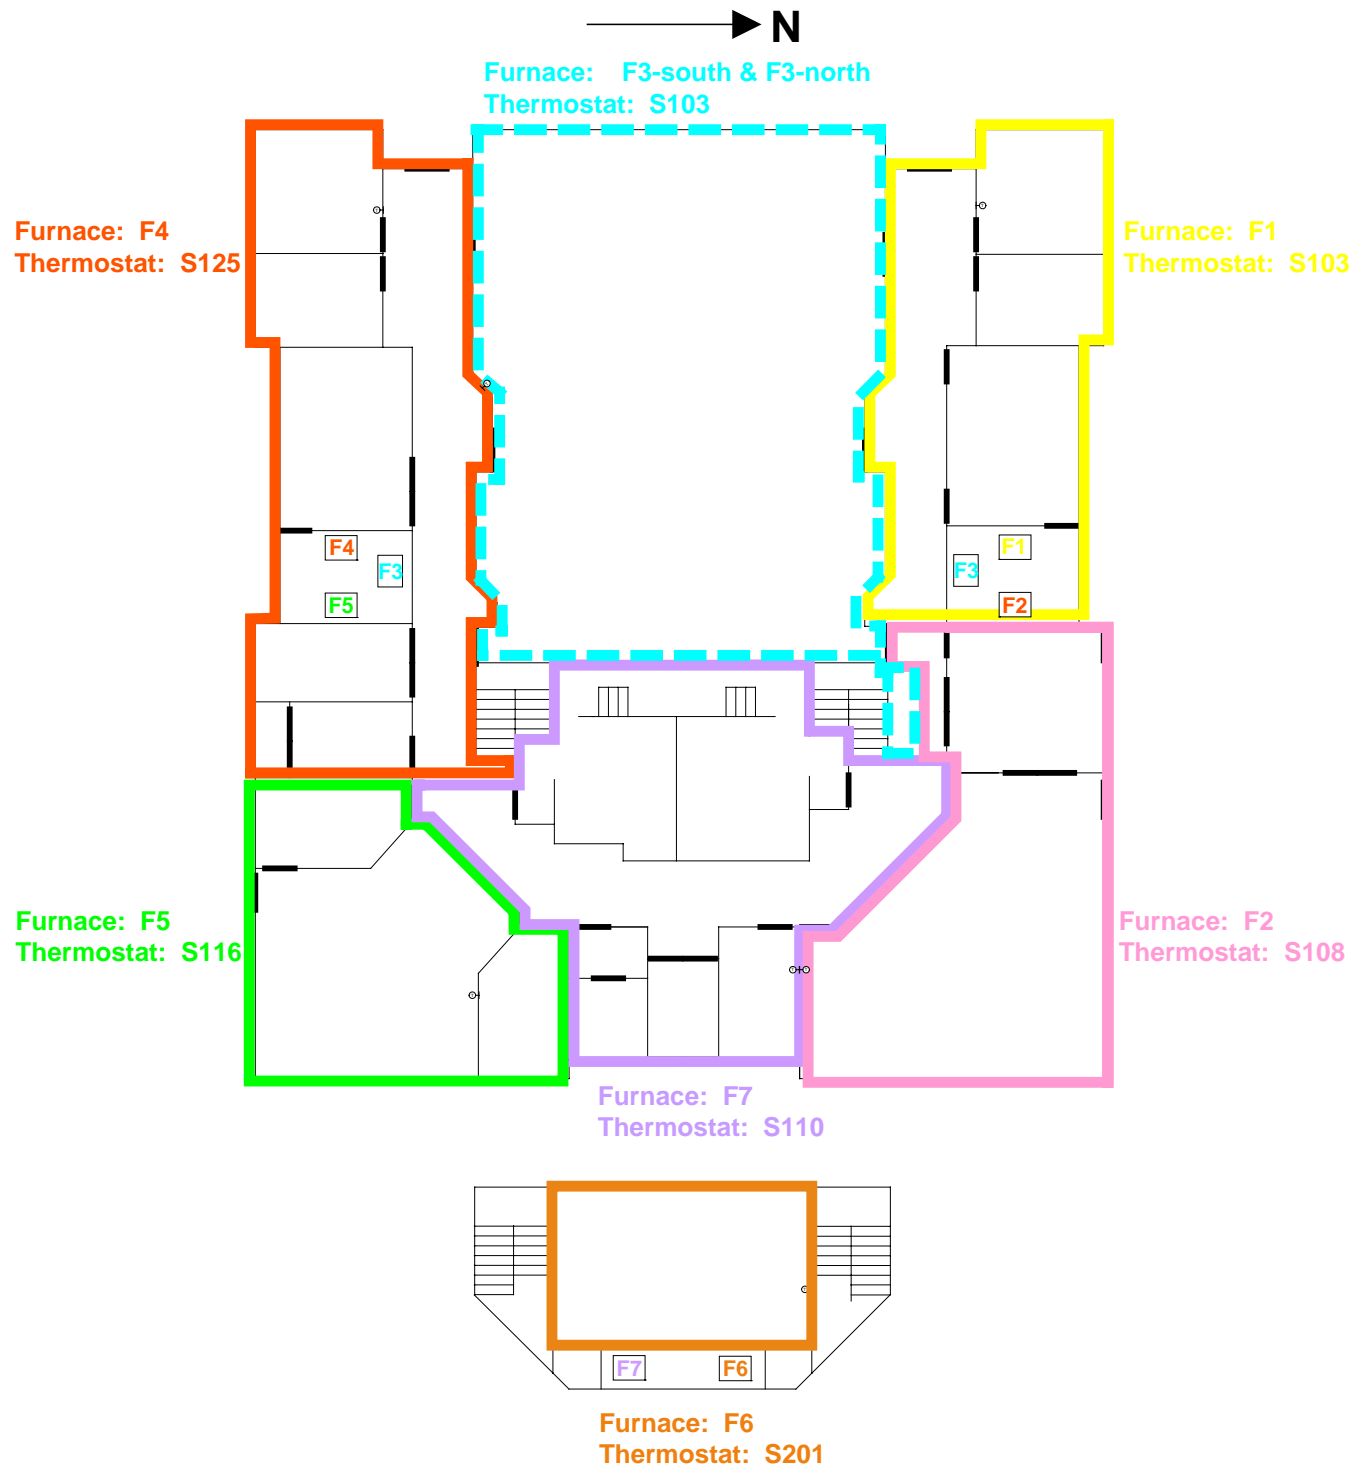 N
Furnace: F3-south & F3-north
Thermostat: S103
Furnace: F4
Thermostat: S125
Furnace: F1
Thermostat: S103
F4
F3
F5
F1
F3
F2
Furnace: F5
Thermostat: S116
Furnace: F2
Thermostat: S108
Furnace: F7
Thermostat: S110
F7
F6
Furnace: F6
Thermostat: S201